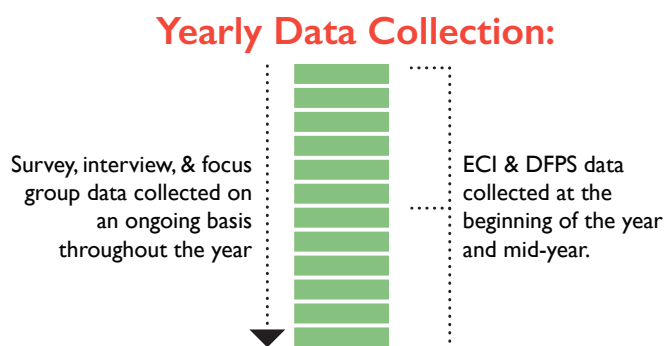 Yearly Data Collection:
Survey, interview, & focus
group data collected on
an ongoing basis
throughout the year
ECI & DFPS data
collected at the
beginning of the year
and mid-year.